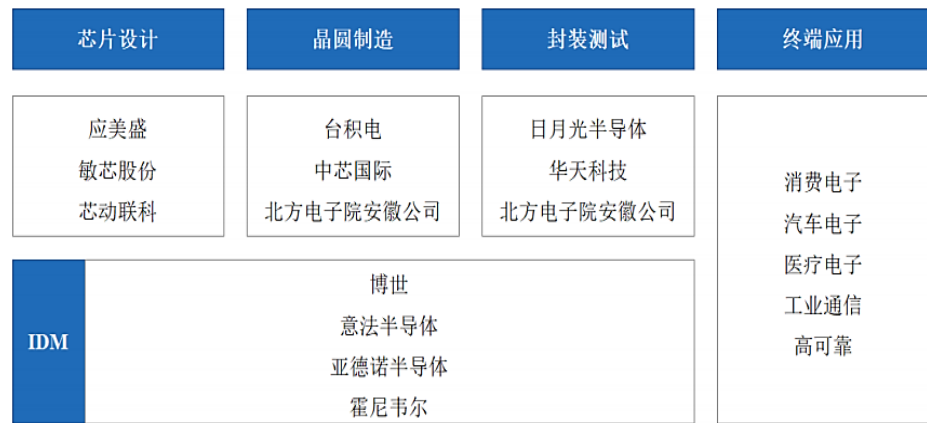 芯片设计
晶圆制造
封装测试
终端应用
应美盛
敏芯股份
芯动联科
台积电
中芯国际
北方电子院安徽公司
日月光半导体
华天科技
北方电子院安徽公司
消费电子
汽车电子
医疗电子
工业通信
高可靠
IDM
博世
意法半导体
亚德诺半导体
霍尼韦尔